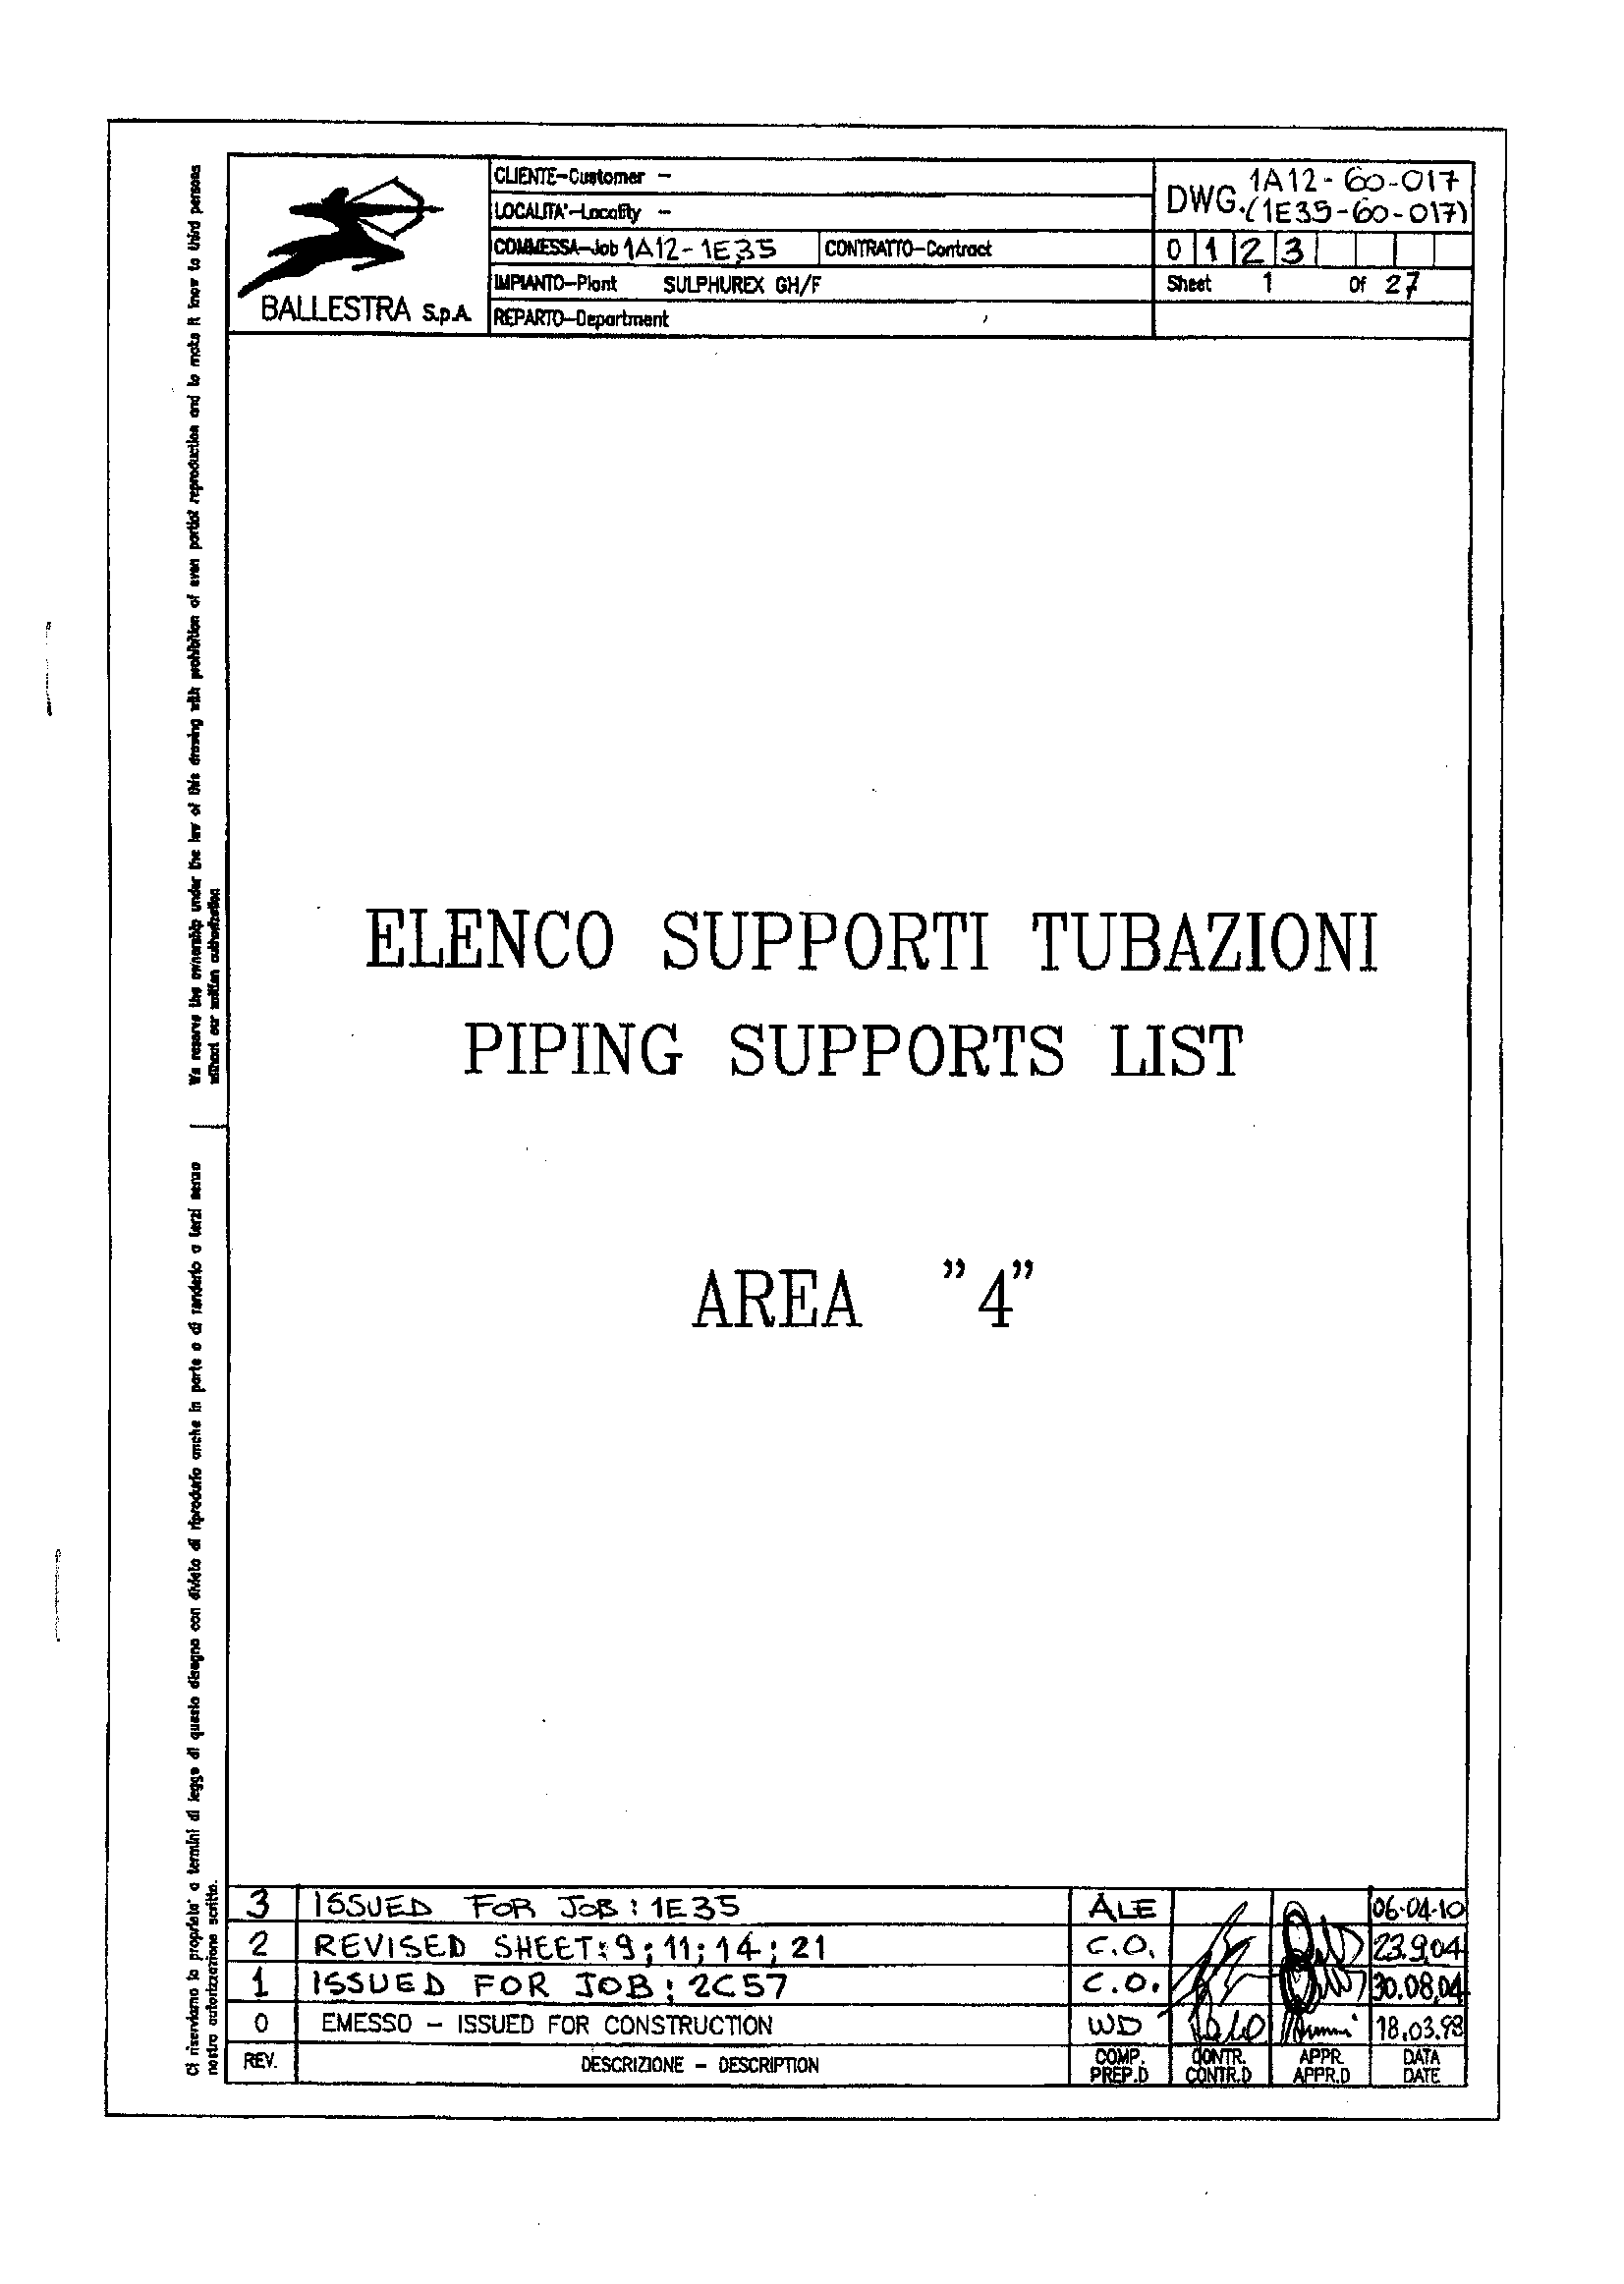 BALLESTRA S.p.A.
CLIENTE-Customer -
LOCALITA'-Locality -
COMMESSA-Job 1A12-1E35
CONTRATTO-Contract
IMPIANTO-Plant SULPHUREX GH/F
REPARTO-Department
DWG. 1A12-60-017
(1E35-60-017)
0 1 2 3
Sheet 1 Of 27
We reserve the ownership under the law of this drawing with prohibition of even partial reproduction and to make it know to third persons
without our written authorization
Ci riserviamo la proprieta' a termini di legge di questo disegno con divieto di riprodurlo anche in parte o di renderlo a terzi senza
nostra autorizzazione scritta.
ELENCO SUPPORTI TUBAZIONI
PIPING SUPPORTS LIST
AREA "4"
3 ISSUED FOR JOB: 1E35 ALE 06-04-10
2 REVISED SHEET: 9; 11; 14; 21 C.O. 23.9.04
1 ISSUED FOR JOB: 2C57 C.O. 30.08.04
0 EMESSO - ISSUED FOR CONSTRUCTION WD 18.03.98
REV. DESCRIZIONE - DESCRIPTION COMP. CONTR. APPR. DATA
PREP.D CONTR.D APPR.D DATE